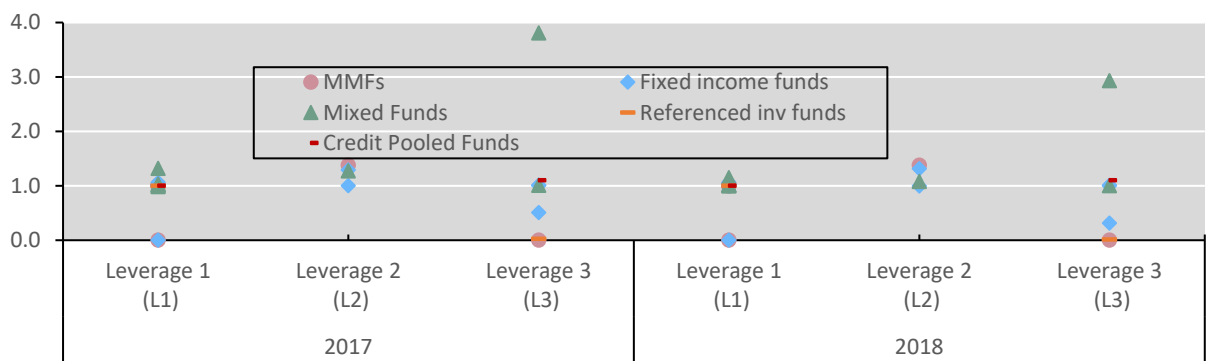 4.0
3.0
2.0
1.0
0.0
MMFs
Fixed income funds
Mixed Funds
Referenced inv funds
Credit Pooled Funds
Leverage 1
(L1)
Leverage 2
(L2)
Leverage 3
(L3)
Leverage 1
(L1)
Leverage 2
(L2)
Leverage 3
(L3)
2017
2018